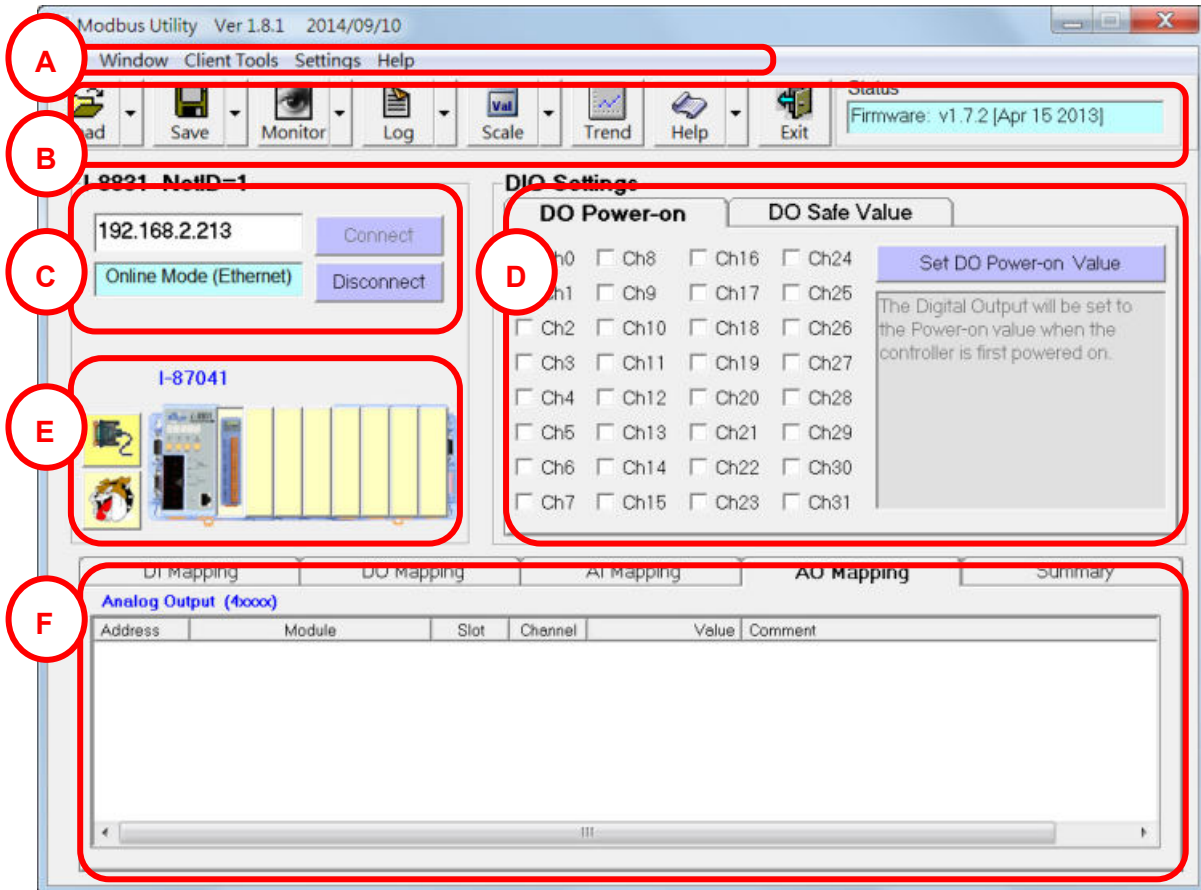 Modbus Utility Ver 1.8.1 2014/09/10
A
Window Client Tools Settings Help
Save Monitor Log Val Scale Trend Help Exit
Status
Firmware: v1.7.2 [Apr 15 2013]
B
I-8831 NetID=1
192.168.2.213
Connect
C
Online Mode (Ethernet)
Disconnect
DIO Settings
DO Power-on DO Safe Value
D
Ch8 Ch16 Ch24
Ch9 Ch17 Ch25
Ch2 Ch10 Ch18 Ch26
Ch3 Ch11 Ch19 Ch27
Ch4 Ch12 Ch20 Ch28
Ch5 Ch13 Ch21 Ch29
Ch6 Ch14 Ch22 Ch30
Ch7 Ch15 Ch23 Ch31
Set DO Power-on Value
The Digital Output will be set to
the Power-on value when the
controller is first powered on.
I-87041
E
DI Mapping DO Mapping AI Mapping AO Mapping Summary
F
Analog Output (4xxxx)
Address Module Slot Channel Value Comment